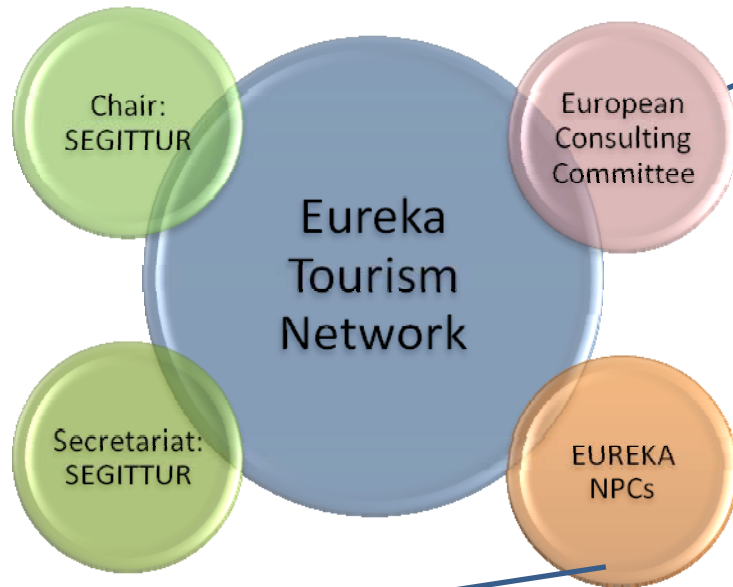 Chair:
SEGITTUR
European
Consulting
Committee
Eureka
Tourism
Network
Secretariat:
SEGITTUR
EUREKA
NPCs